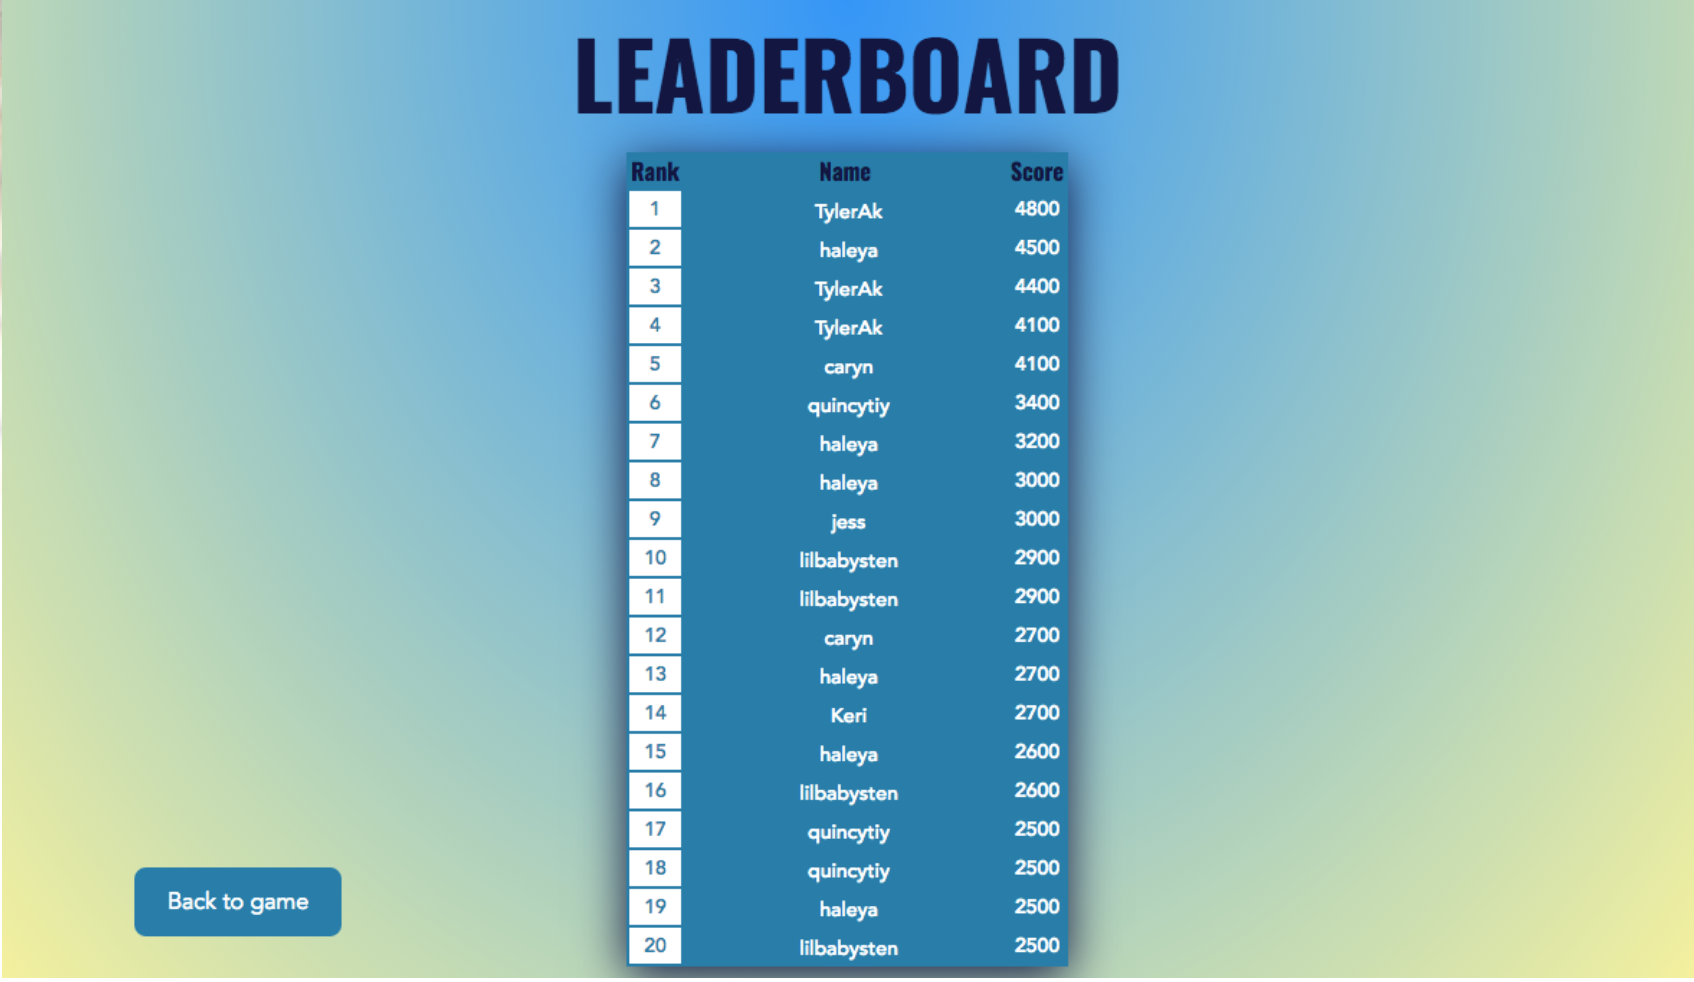 LEADERBOARD
Rank Name Score
1 TylerAk 4800
2 haleya 4500
3 TylerAk 4400
4 TylerAk 4100
5 caryn 4100
6 quincytiy 3400
7 haleya 3200
8 haleya 3000
9 jess 3000
10 lilbabysten 2900
11 lilbabysten 2900
12 caryn 2700
13 haleya 2700
14 Keri 2700
15 haleya 2600
16 lilbabysten 2600
17 quincytiy 2500
18 quincytiy 2500
19 haleya 2500
20 lilbabysten 2500
Back to game